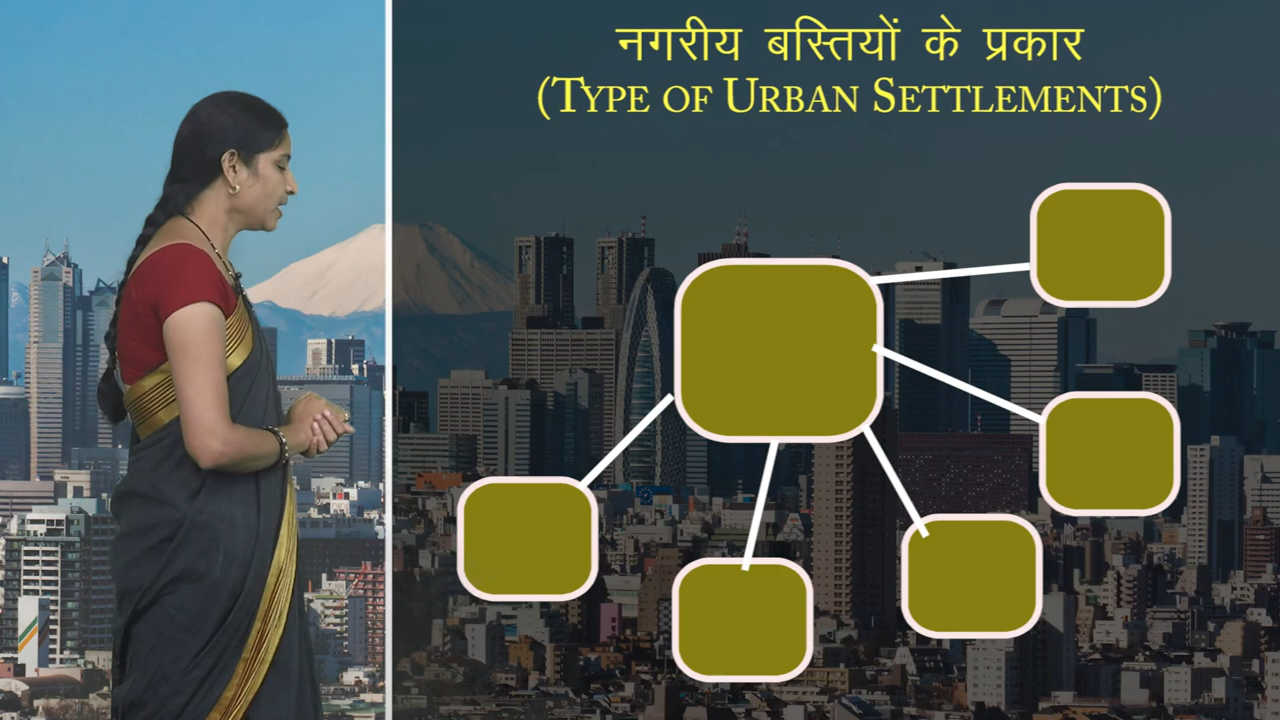 नगरीय बस्तियों के प्रकार
(TYPE OF URBAN SETTLEMENTS)